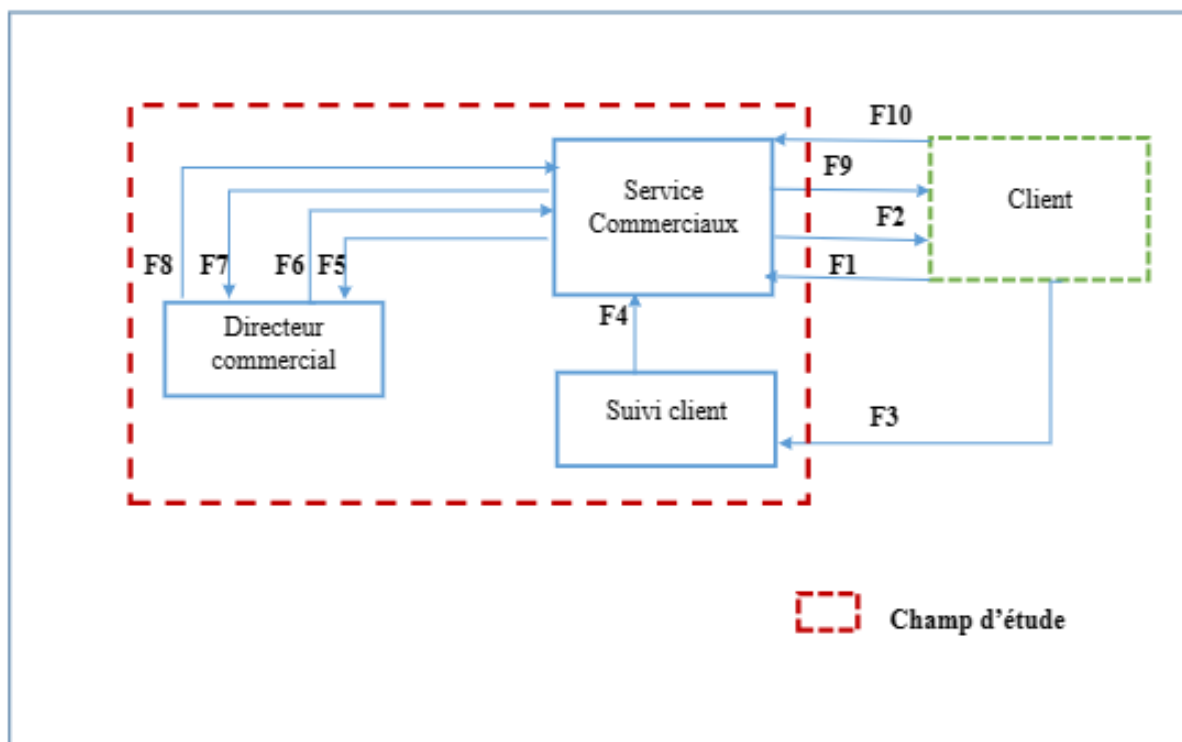 F10
F9
Service
Commerciaux
Client
F2
F8
F7
F6
F5
F1
F4
Directeur
commercial
Suivi client
F3
Champ d'étude